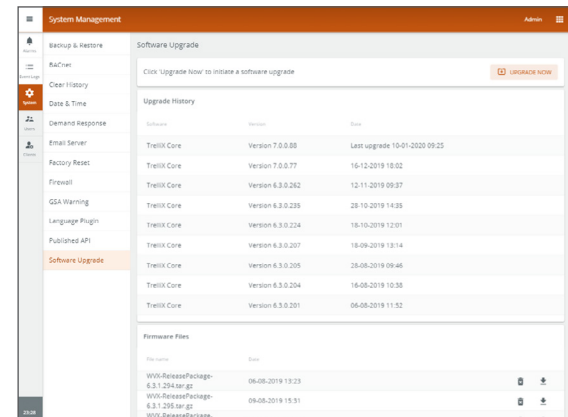 System Management
Admin
Alarms
Event Logs
System
Users
Clients
Backup & Restore
BACnet
Clear History
Date & Time
Demand Response
Email Server
Factory Reset
Firewall
GSA Warning
Language Plugin
Published API
Software Upgrade
Software Upgrade
Click 'Upgrade Now' to initiate a software upgrade
UPGRADE NOW
Upgrade History
Software Version Date
TrelliX Core Version 7.0.0.88 Last upgrade 10-01-2020 09:25
TrelliX Core Version 7.0.0.77 16-12-2019 18:02
TrelliX Core Version 6.3.0.262 12-11-2019 09:37
TrelliX Core Version 6.3.0.235 28-10-2019 14:35
TrelliX Core Version 6.3.0.224 18-10-2019 12:01
TrelliX Core Version 6.3.0.207 18-09-2019 13:14
TrelliX Core Version 6.3.0.205 28-08-2019 09:46
TrelliX Core Version 6.3.0.204 16-08-2019 10:38
TrelliX Core Version 6.3.0.201 06-08-2019 11:52
Firmware Files
File name Date
WVX-ReleasePackage-
6.3.1.294.tar.gz 06-08-2019 13:23
WVX-ReleasePackage-
6.3.1.295.tar.gz 09-08-2019 15:31
WVX-ReleasePackage-